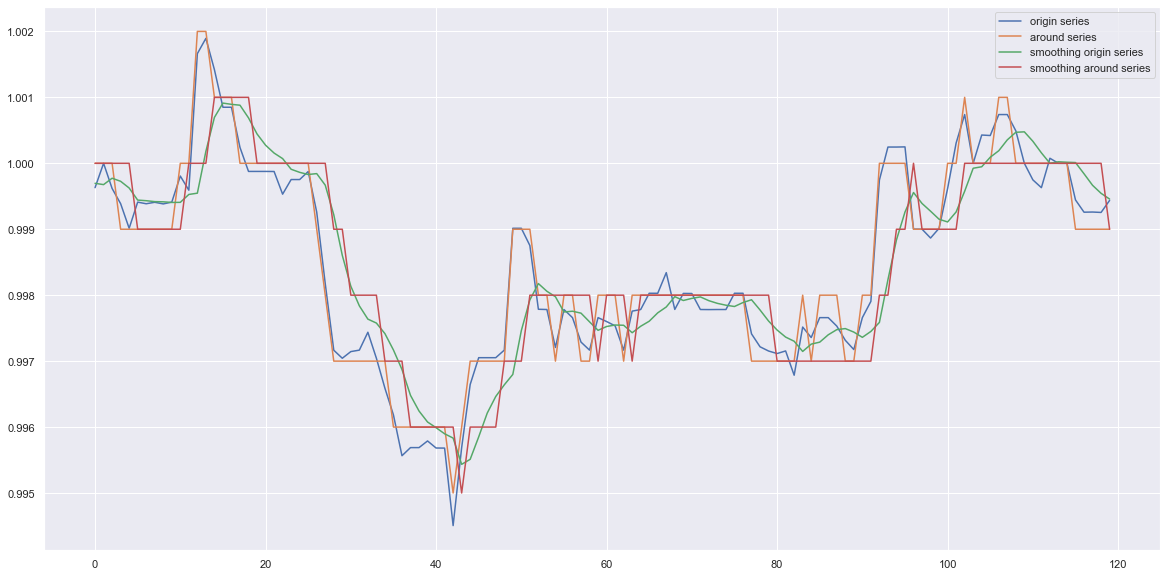 origin series
around series
smoothing origin series
smoothing around series
1.002
1.001
1.000
0.999
0.998
0.997
0.996
0.995
0 20 40 60 80 100 120